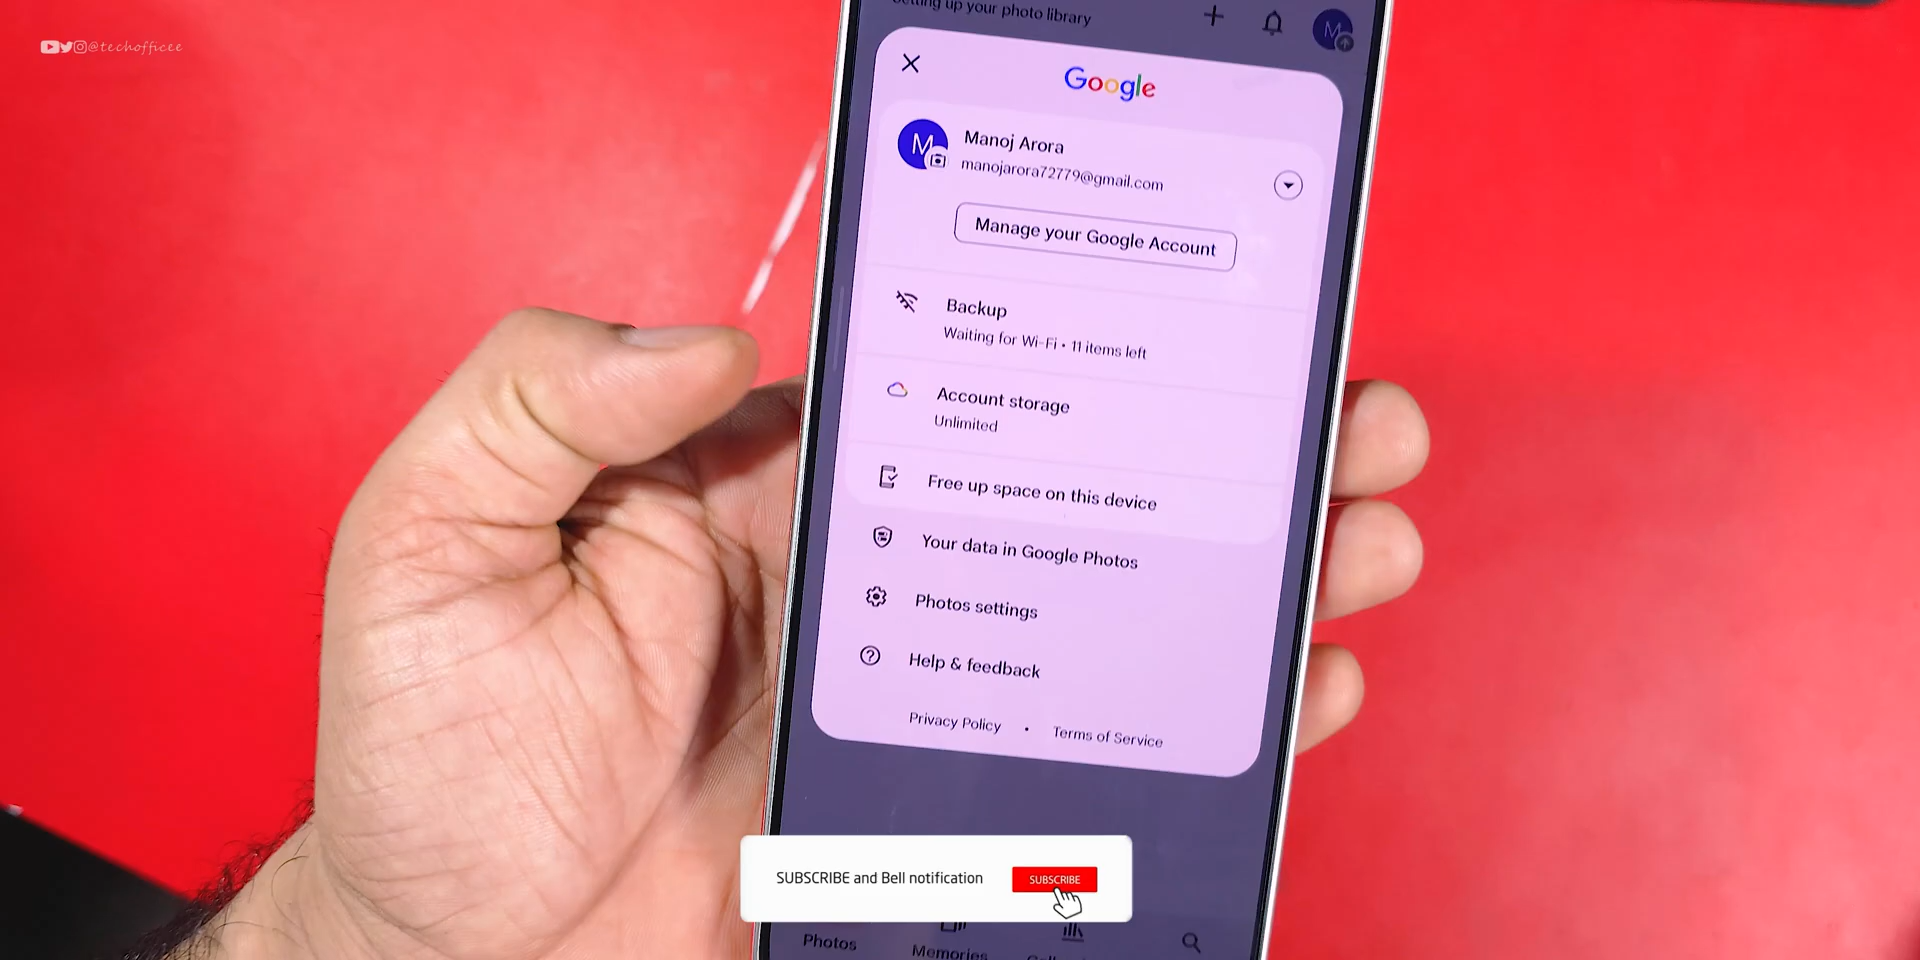 Setting up your photo library
M
@techofficee
Google
M
Manoj Arora
manojarora72779@gmail.com
Manage your Google Account
Backup
Waiting for Wi-Fi • 11 items left
Account storage
Unlimited
Free up space on this device
Your data in Google Photos
Photos settings
Help & feedback
Privacy Policy • Terms of Service
SUBSCRIBE and Bell notification
SUBSCRIBE
Photos
Memories